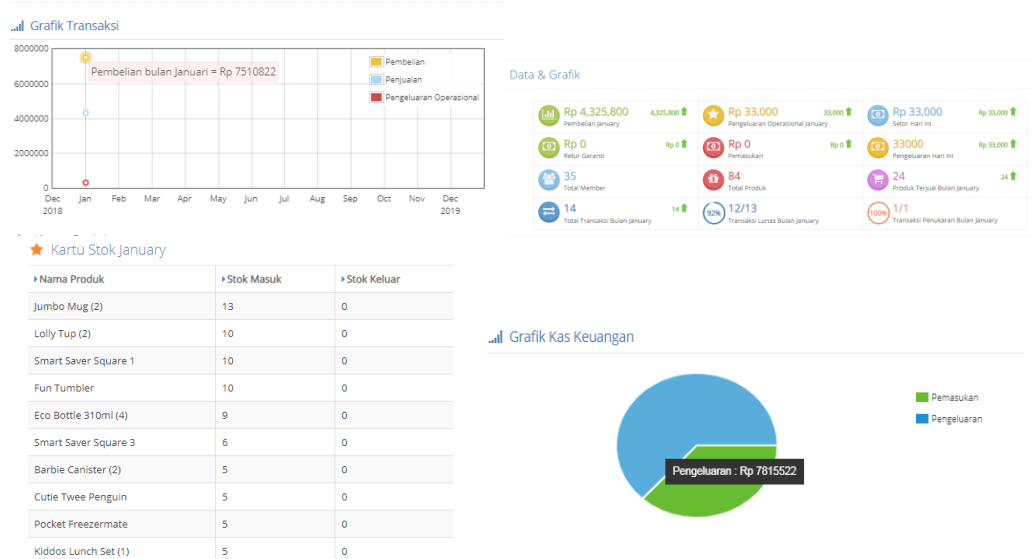 Grafik Transaksi
8000000
6000000
4000000
2000000
0
Pembelian bulan Januari = Rp 7510822
Pembelian
Penjualan
Pengeluaran Operasional
Dec Jan Feb Mar Apr May Jun Jul Aug Sep Oct Nov Dec
2018 2019
Data & Grafik
Rp 4,325,800 4,325,800
Pembelian January
Rp 33,000 33,000
Pengeluaran Operasional January
Rp 33,000 Rp 33,000
Setor Hari Ini
Rp 0 Rp 0
Retur Garansi
Rp 0 Rp 0
Pemasukan
33000 Rp 33,000
Pengeluaran Hari Ini
35
Total Member
84
Total Produk
24 24
Produk Terjual Bulan January
14 14
Total Transaksi Bulan January
92% 12/13
Transaksi Lunas Bulan January
100% 1/1
Transaksi Penukaran Bulan January
Kartu Stok January
Nama Produk Stok Masuk Stok Keluar
Jumbo Mug (2) 13 0
Lolly Tup (2) 10 0
Smart Saver Square 1 10 0
Fun Tumbler 10 0
Eco Bottle 310ml (4) 9 0
Smart Saver Square 3 6 0
Barbie Canister (2) 5 0
Cutie Twee Penguin 5 0
Pocket Freezermate 5 0
Kiddos Lunch Set (1) 5 0
Grafik Kas Keuangan
Pemasukan
Pengeluaran
Pengeluaran : Rp 7815522